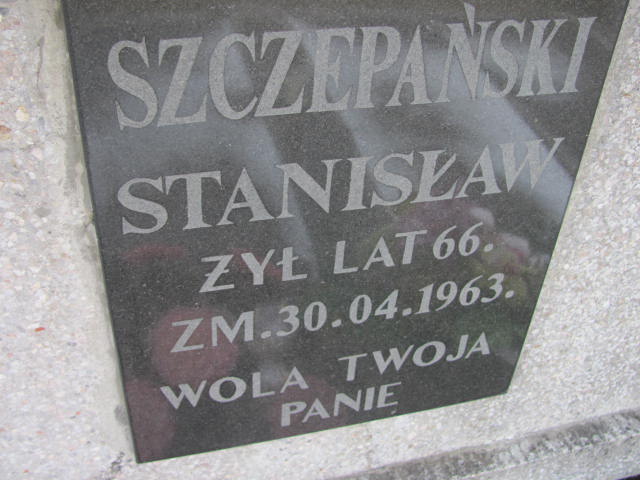 SZCZEPAŃSKI
STANISŁAW
ŻYŁ LAT 66.
ZM.30.04.1963.
WOLA TWOJA
PANIE